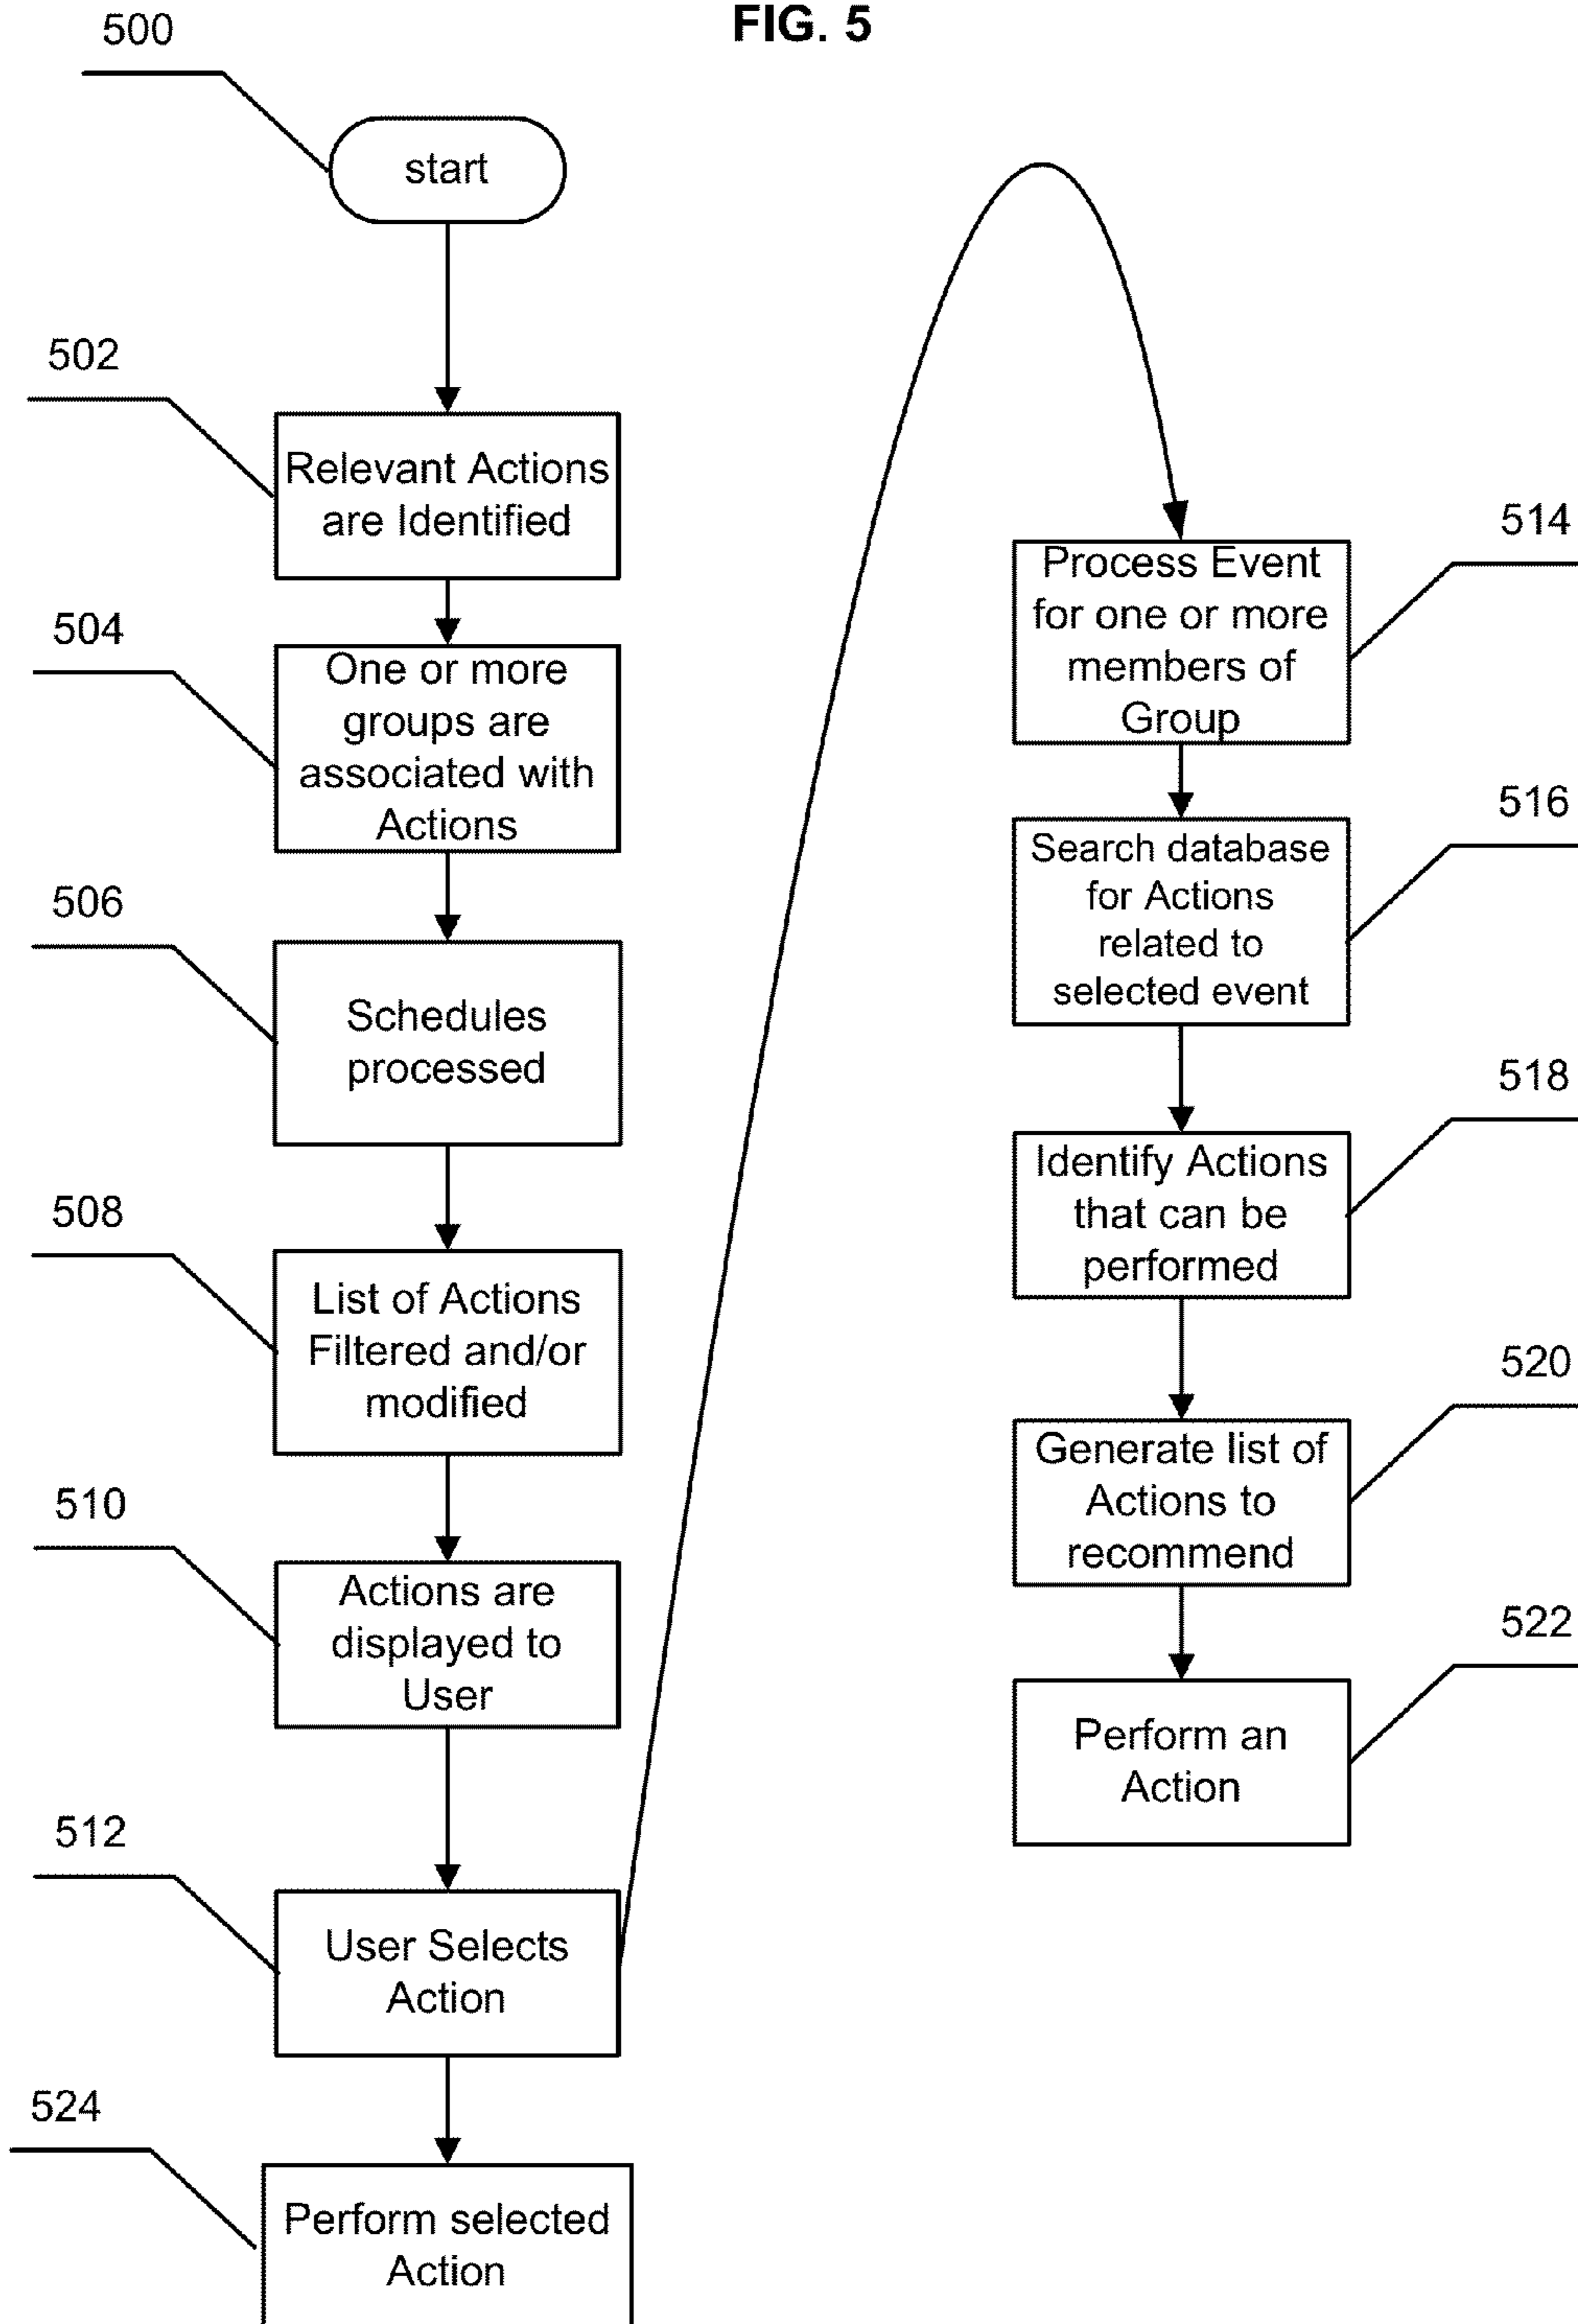 FIG. 5
500
start
502
Relevant Actions
are Identified
504
One or more
groups are
associated with
Actions
506
Schedules
processed
508
List of Actions
Filtered and/or
modified
510
Actions are
displayed to
User
512
User Selects
Action
524
Perform selected
Action
514
Process Event
for one or more
members of
Group
516
Search database
for Actions
related to
selected event
518
Identify Actions
that can be
performed
520
Generate list of
Actions to
recommend
522
Perform an
Action